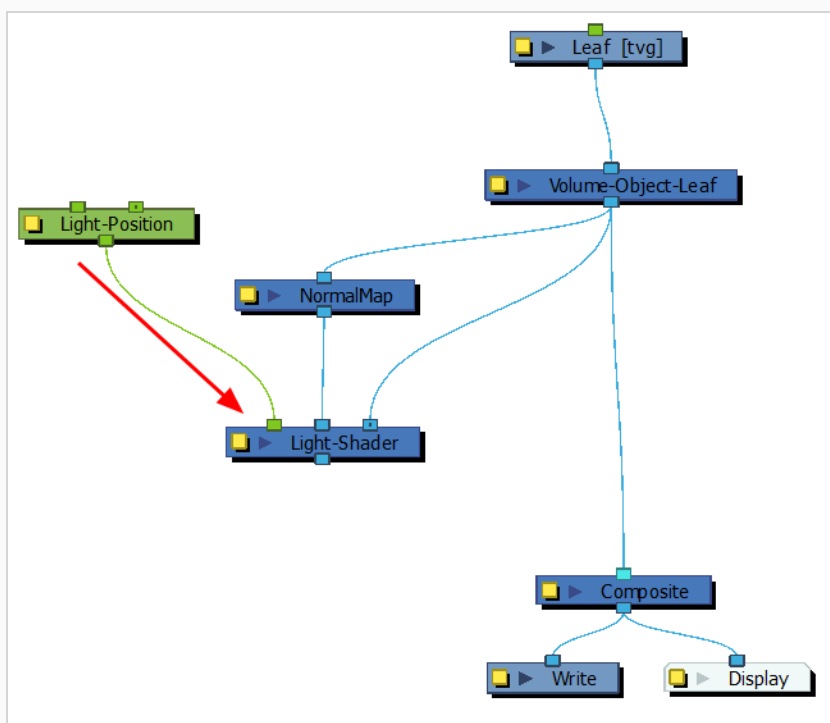 Leaf [tvg]
Volume-Object-Leaf
Light-Position
NormalMap
Light-Shader
Composite
Write
Display